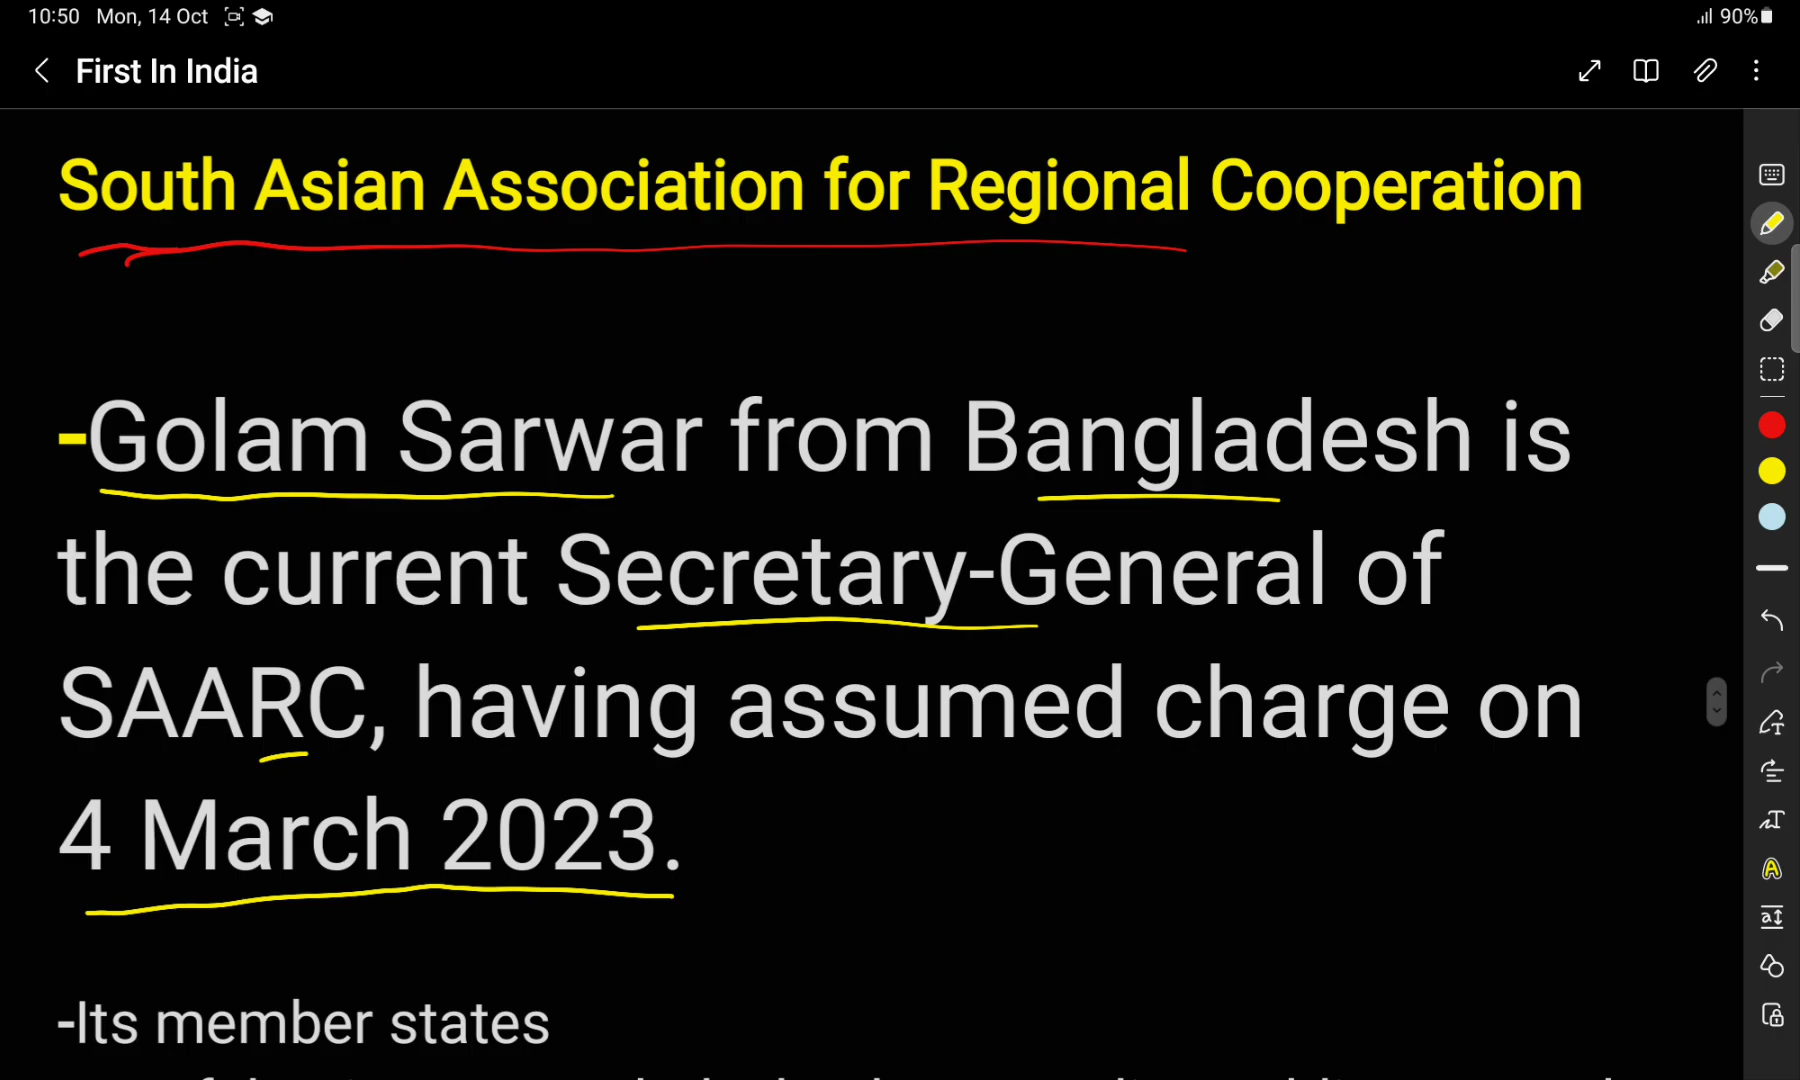 10:50 Mon, 14 Oct 90%
First In India
South Asian Association for Regional Cooperation
-Golam Sarwar from Bangladesh is
the current Secretary-General of
SAARC, having assumed charge on
4 March 2023.
-Its member states